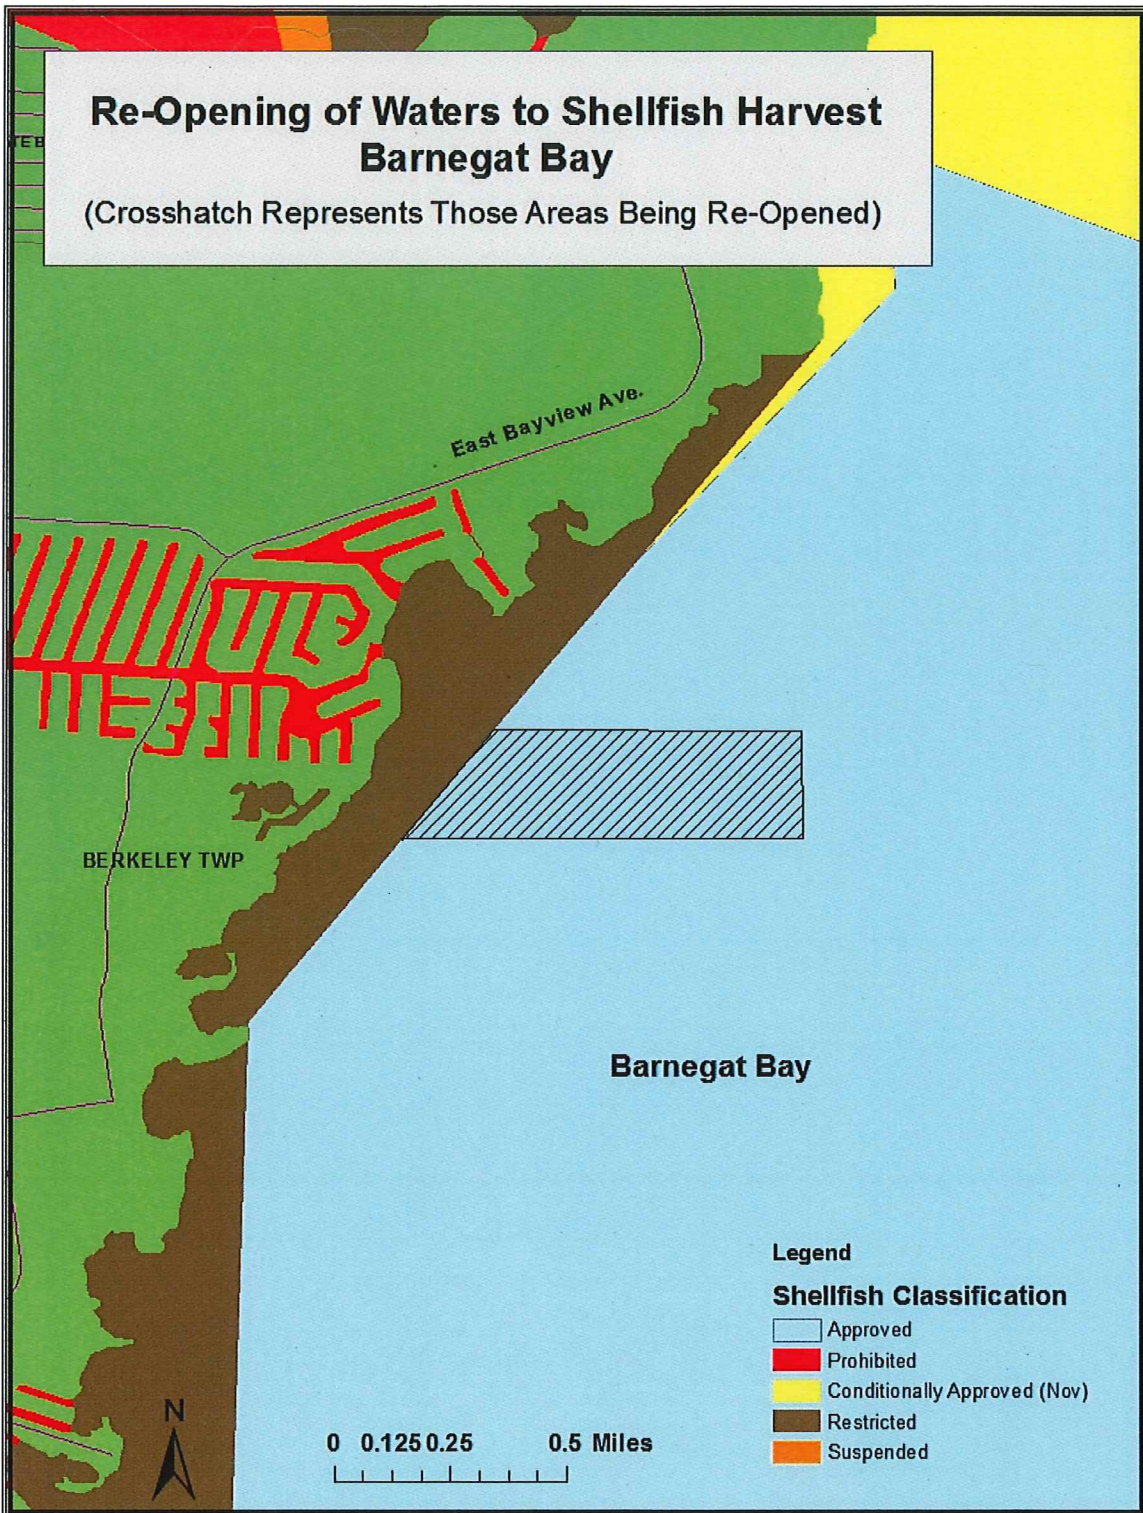 Re-Opening of Waters to Shellfish Harvest
Barnegat Bay
(Crosshatch Represents Those Areas Being Re-Opened)
East Bayview Ave.
BERKELEY TWP
Barnegat Bay
Legend
Shellfish Classification
Approved
Prohibited
Conditionally Approved (Nov)
Restricted
Suspended
N
0 0.125 0.25 0.5 Miles